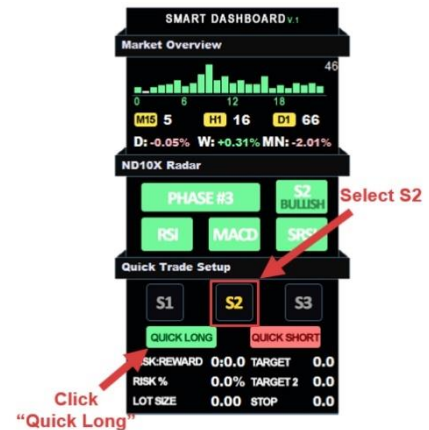 SMART DASHBOARD V.1
Market Overview
46
0 6 12 18
M15 5 H1 16 D1 66
D: -0.05% W: +0.31% MN: -2.01%
ND10X Radar
PHASE #3 S2
BULLISH
Select S2
RSI MACD SRSI
Quick Trade Setup
S1 S2 S3
QUICK LONG QUICK SHORT
SK:REWARD 0:0.0 TARGET 0.0
RISK % 0.0% TARGET 2 0.0
LOT SIZE 0.00 STOP 0.0
Click
“Quick Long”